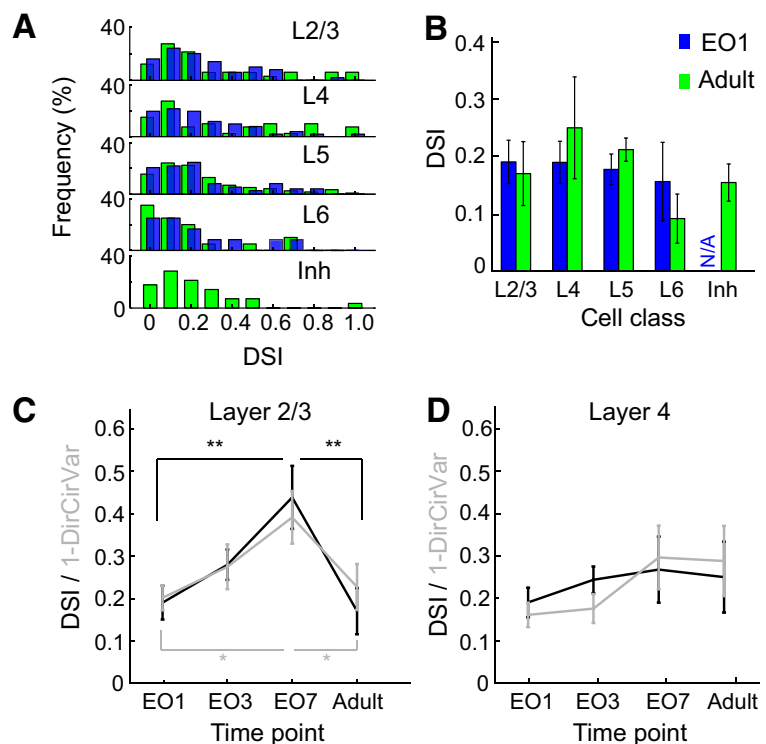 A
40
L2/3
40
L4
40
L5
40
L6
40
Inh
0
0 0.2 0.4 0.6 0.8 1.0
Frequency (%)
DSI
B
0.4
0.3
0.2
0.1
0
DSI
EO1
Adult
N/A
L2/3 L4 L5 L6 Inh
Cell class
C
Layer 2/3
0.6
0.5
0.4
0.3
0.2
0.1
0
DSI / 1-DirCirVar
** **
* *
EO1 EO3 EO7 Adult
Time point
D
Layer 4
0.6
0.5
0.4
0.3
0.2
0.1
0
DSI / 1-DirCirVar
EO1 EO3 EO7 Adult
Time point